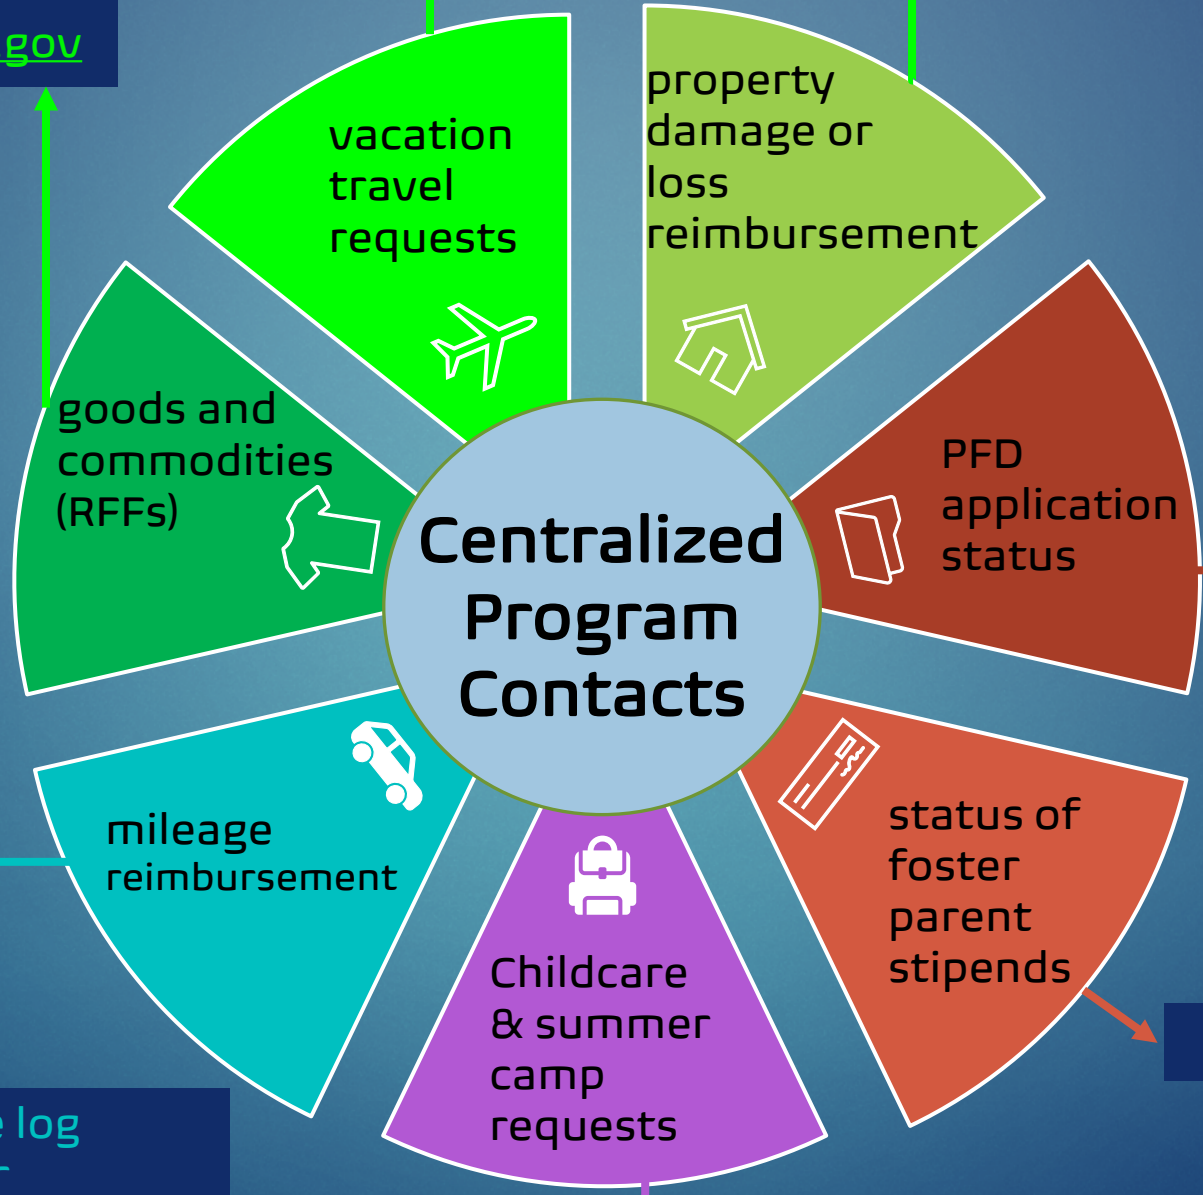 gov
vacation
travel
requests
property
damage or
loss
reimbursement
goods and
commodities
(RFFs)
PFD
application
status
Centralized
Program
Contacts
mileage
reimbursement
status of
foster
parent
stipends
Childcare
& summer
camp
requests
log